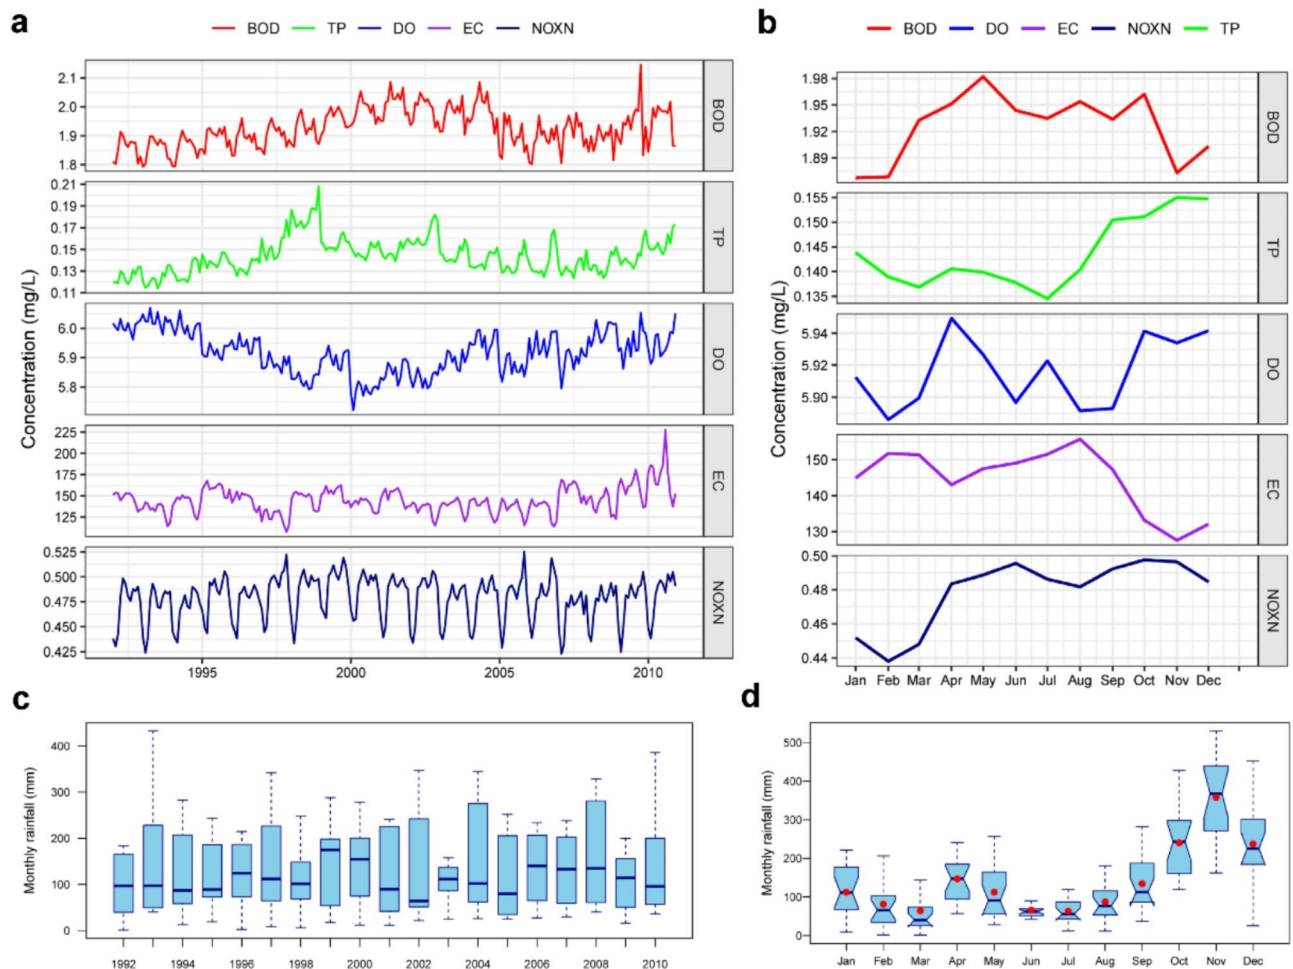 a
BOD TP DO EC NOXN
Concentration (mg/L)
2.1
2.0
1.9
1.8
BOD
0.21
0.19
0.17
0.15
0.13
0.11
TP
6.0
5.9
5.8
DO
225
200
175
150
125
EC
0.525
0.500
0.475
0.450
0.425
NOXN
1995 2000 2005 2010
b
BOD DO EC NOXN TP
Concentration (mg/L)
1.98
1.95
1.92
1.89
BOD
0.155
0.150
0.145
0.140
0.135
TP
5.94
5.92
5.90
DO
150
140
130
EC
0.50
0.48
0.46
0.44
NOXN
Jan Feb Mar Apr May Jun Jul Aug Sep Oct Nov Dec
c
Monthly rainfall (mm)
400
300
200
100
0
1992 1994 1996 1998 2000 2002 2004 2006 2008 2010
d
Monthly rainfall (mm)
500
400
300
200
100
0
Jan Feb Mar Apr May Jun Jul Aug Sep Oct Nov Dec